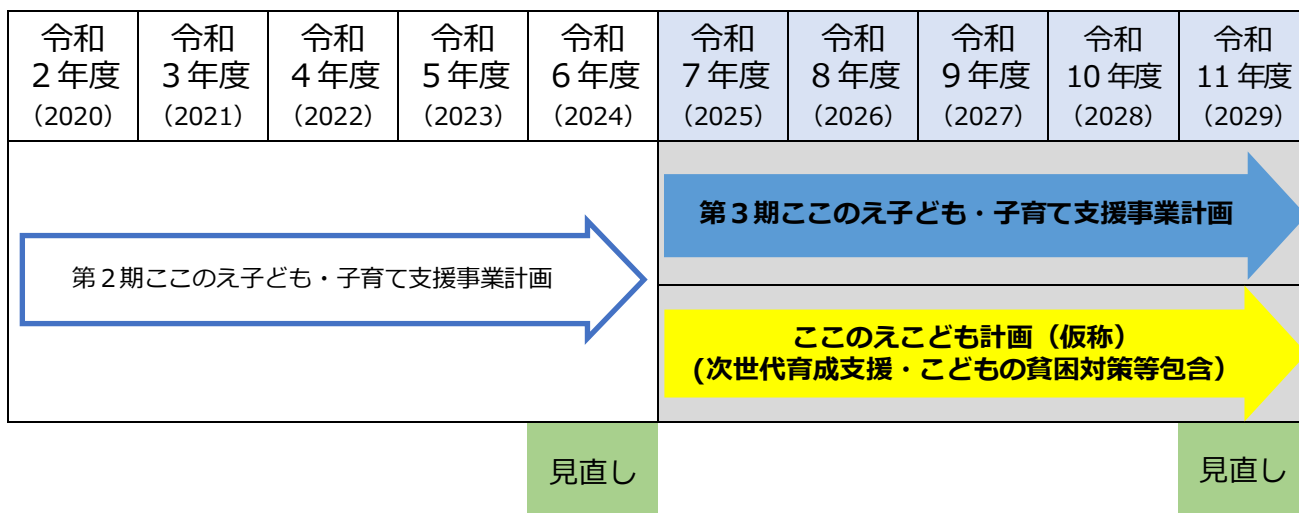 令和
２年度
（2020）
令和
３年度
（2021）
令和
４年度
（2022）
令和
５年度
（2023）
令和
６年度
（2024）
令和
７年度
（2025）
令和
８年度
（2026）
令和
９年度
（2027）
令和
10 年度
（2028）
令和
11 年度
（2029）
第２期ここのえ子ども・子育て支援事業計画
第３期ここのえ子ども・子育て支援事業計画
ここのえこども計画（仮称）
(次世代育成支援・こどもの貧困対策等包含）
見直し
見直し